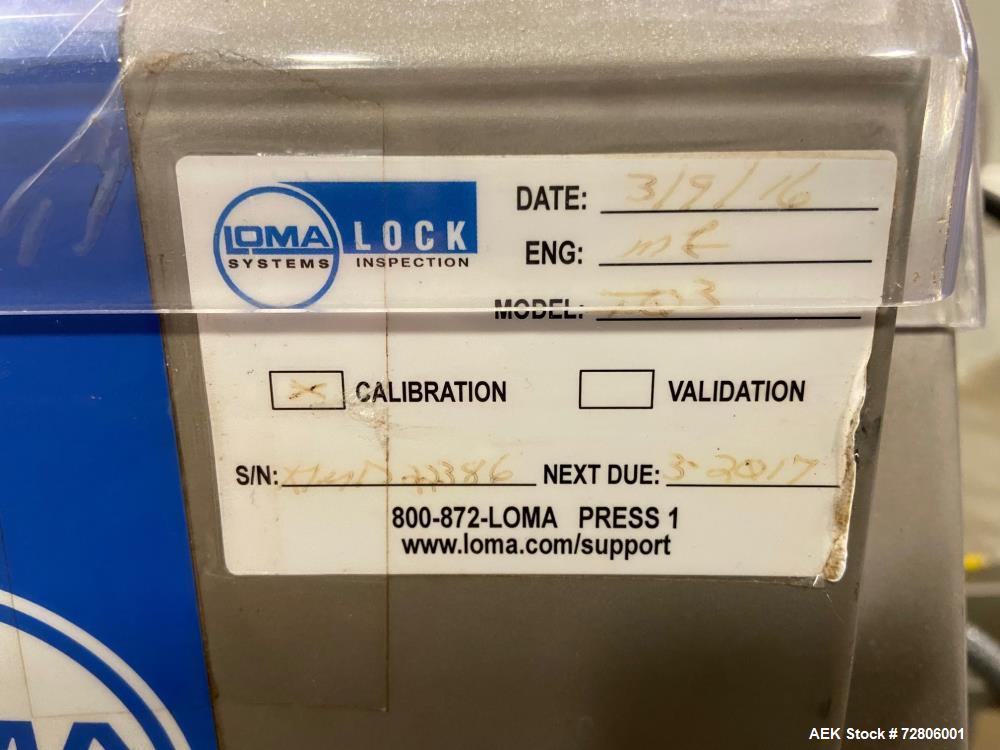 LOMA
SYSTEMS
LOCK
INSPECTION
DATE: 3/9/16
ENG:
MODEL: IQ3
X CALIBRATION
VALIDATION
S/N:
NEXT DUE: 3-2017
800-872-LOMA PRESS 1
www.loma.com/support
AEK Stock # 72806001